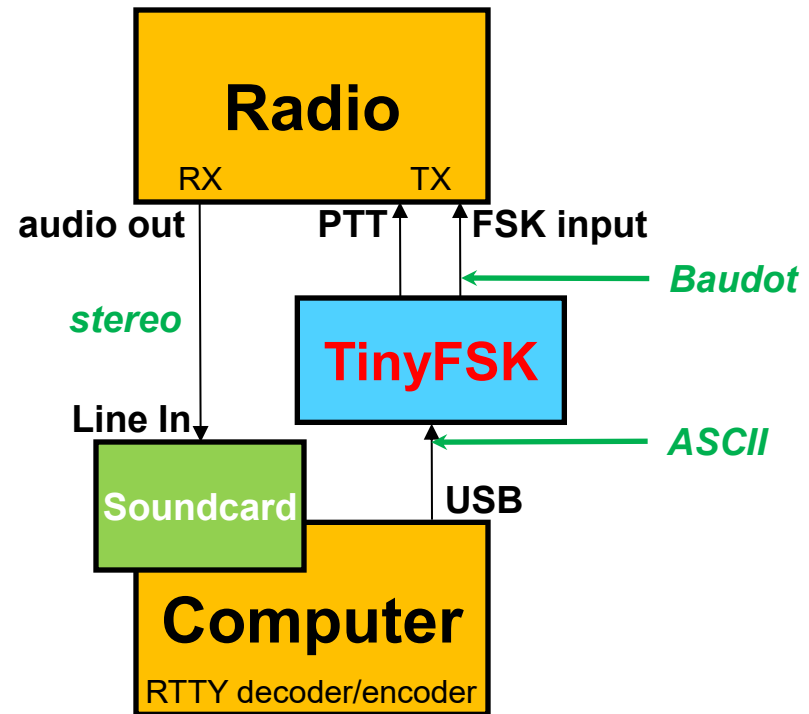 Radio
RX TX
audio out PTT FSK input
Baudot
stereo
TinyFSK
Line In
ASCII
Soundcard
USB
Computer
RTTY decoder/encoder